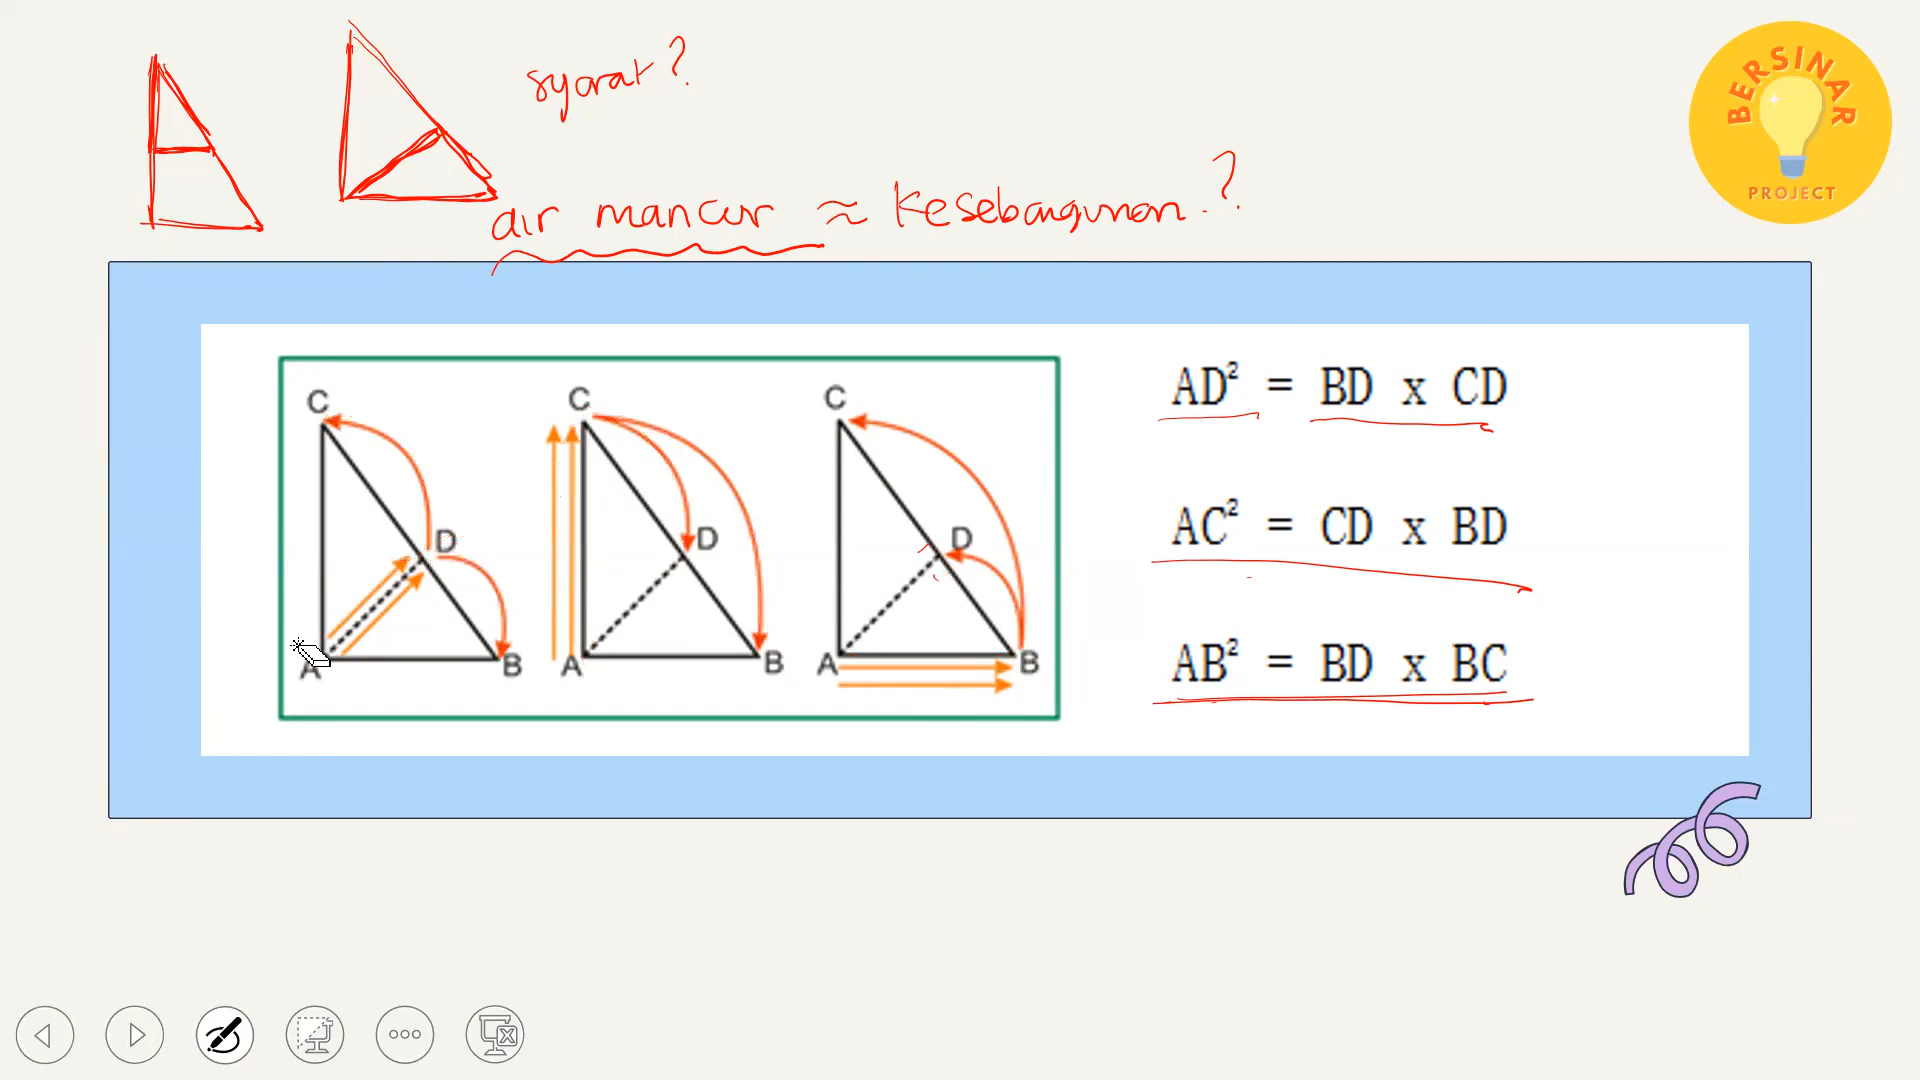 syarat?
air mancur ≈ Kesebangunan.?
BERSINAR
PROJECT
C
D
A
B
C
D
A
B
C
D
A
B
AD² = BD x CD
AC² = CD x BD
AB² = BD x BC